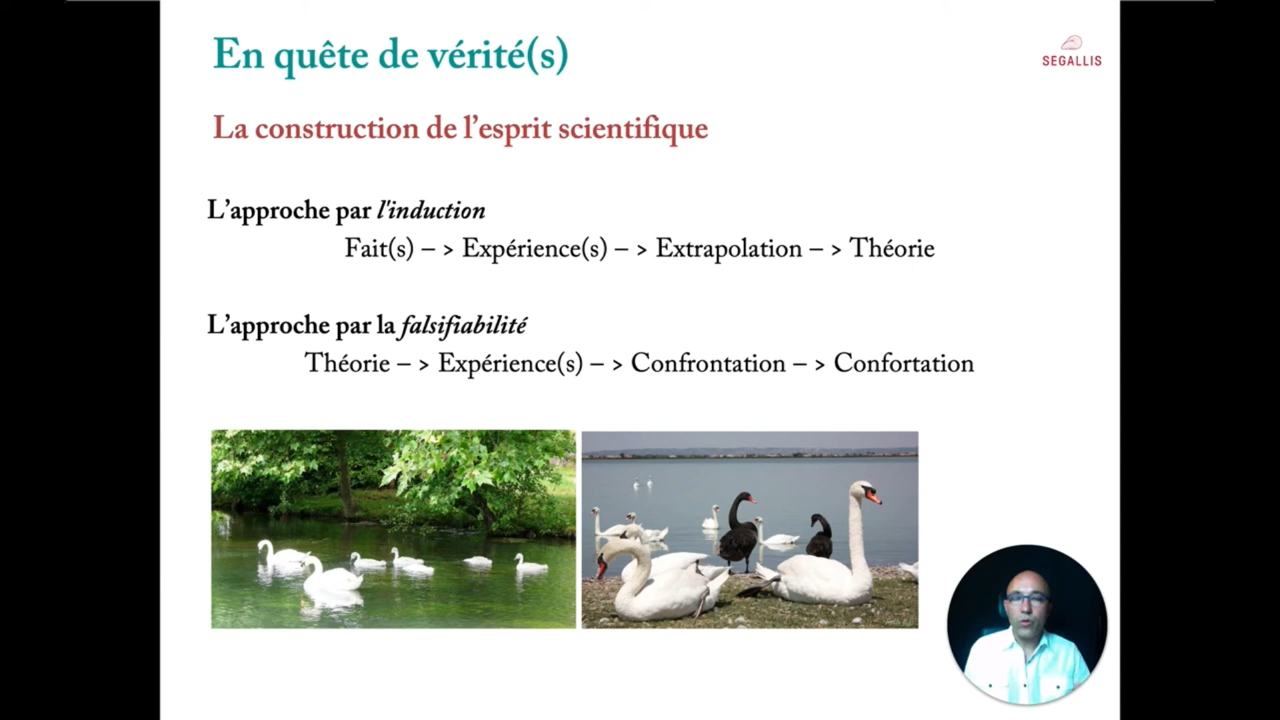 En quête de vérité(s)
SEGALLIS
La construction de l'esprit scientifique
L'approche par l'induction
Fait(s) – > Expérience(s) – > Extrapolation – > Théorie
L'approche par la falsifiabilité
Théorie – > Expérience(s) – > Confrontation – > Confortation